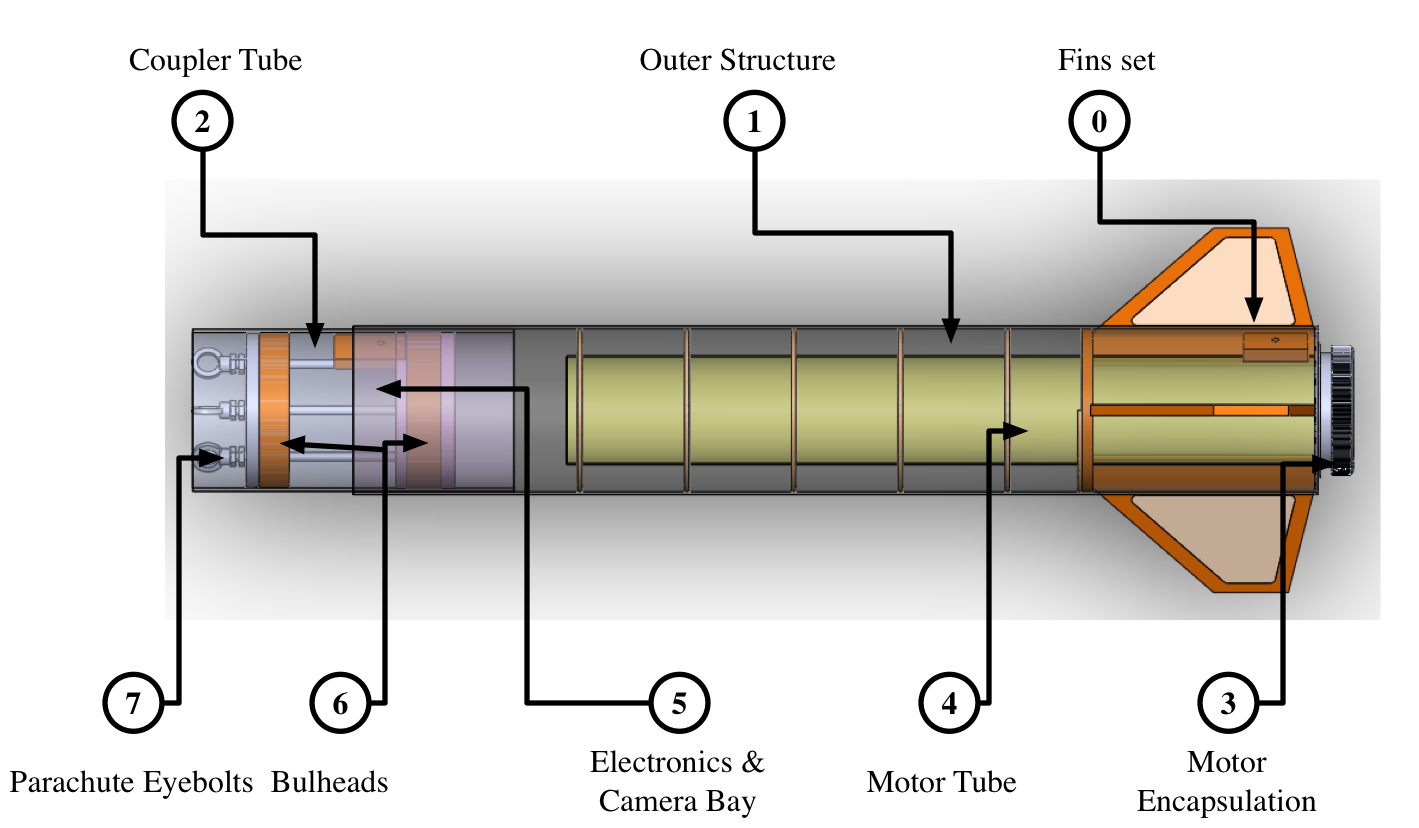 Coupler Tube
Outer Structure
Fins set
2
1
0
7
6
5
4
3
Parachute Eyebolts
Bulheads
Electronics &
Camera Bay
Motor Tube
Motor
Encapsulation